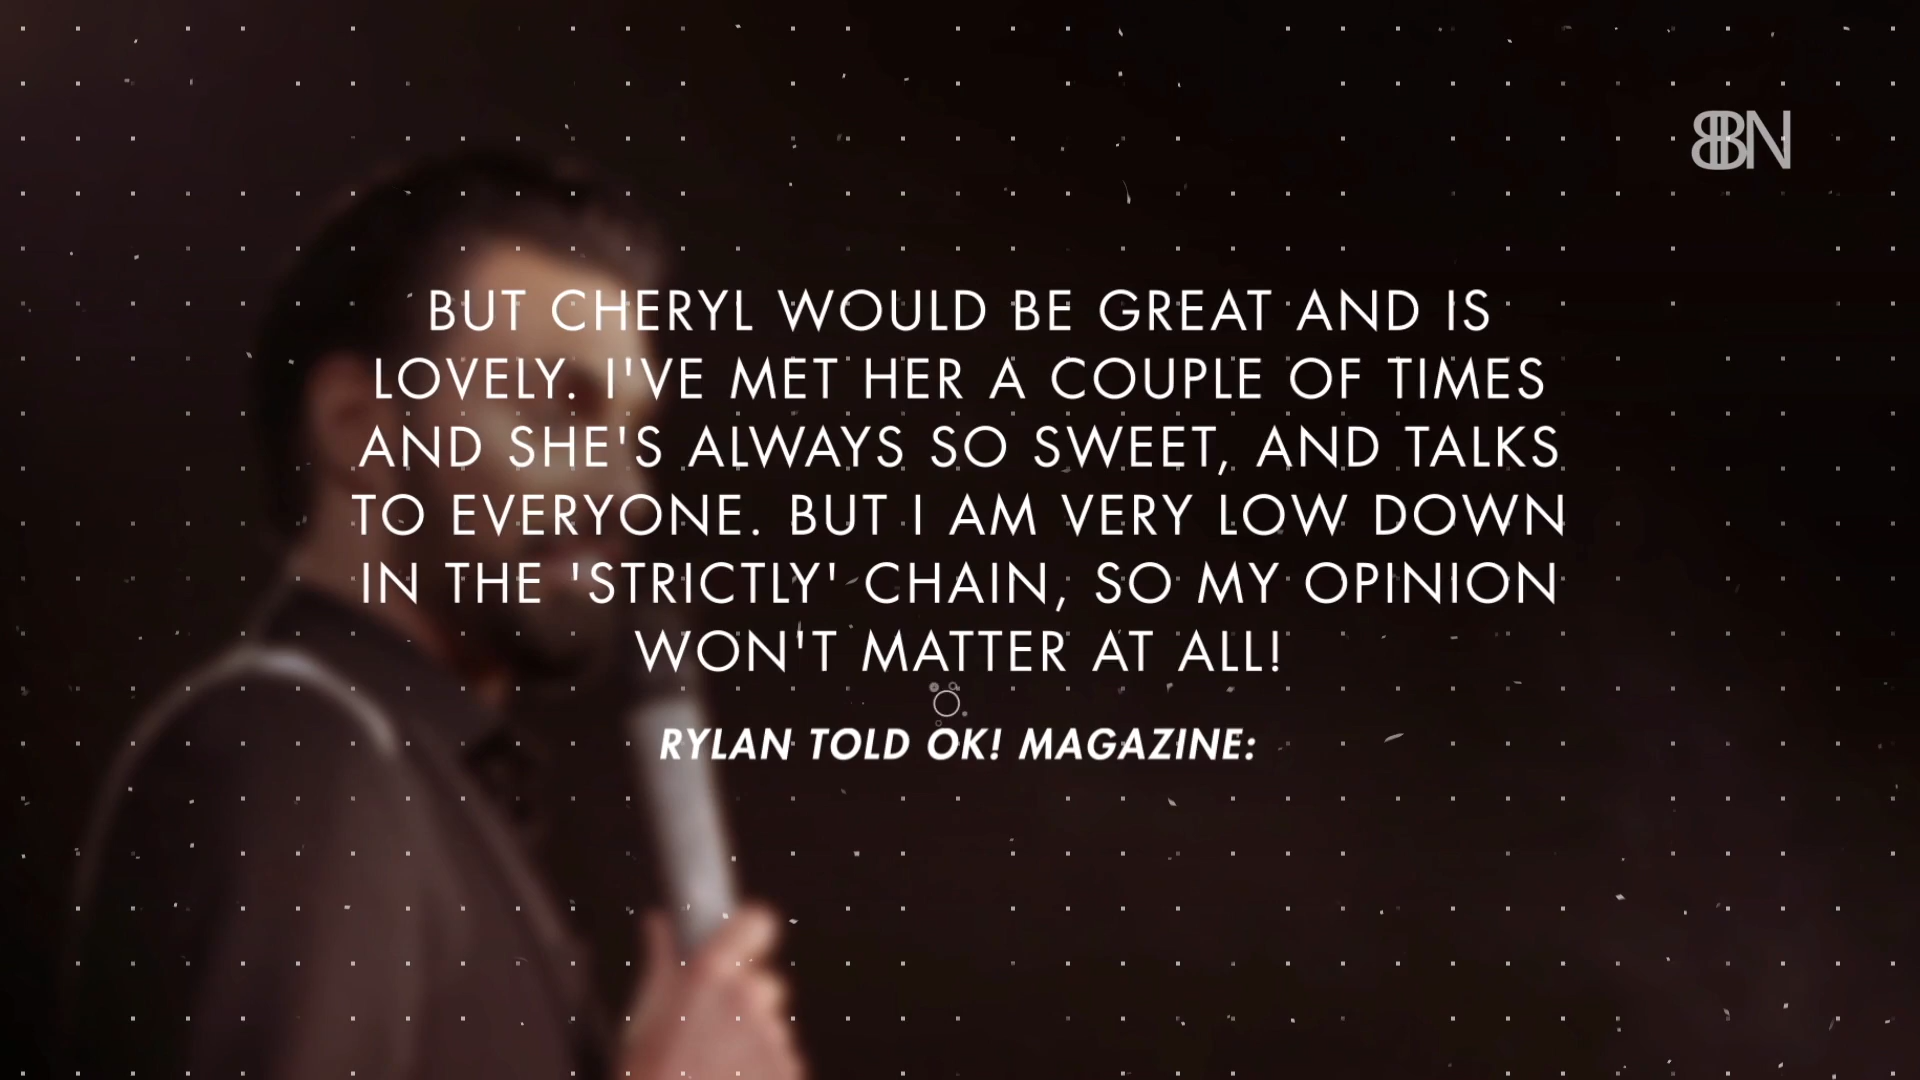 BBN
BUT CHERYL WOULD BE GREAT AND IS
LOVELY. I'VE MET HER A COUPLE OF TIMES
AND SHE'S ALWAYS SO SWEET, AND TALKS
TO EVERYONE. BUT I AM VERY LOW DOWN
IN THE 'STRICTLY' CHAIN, SO MY OPINION
WON'T MATTER AT ALL!
RYLAN TOLD OK! MAGAZINE: